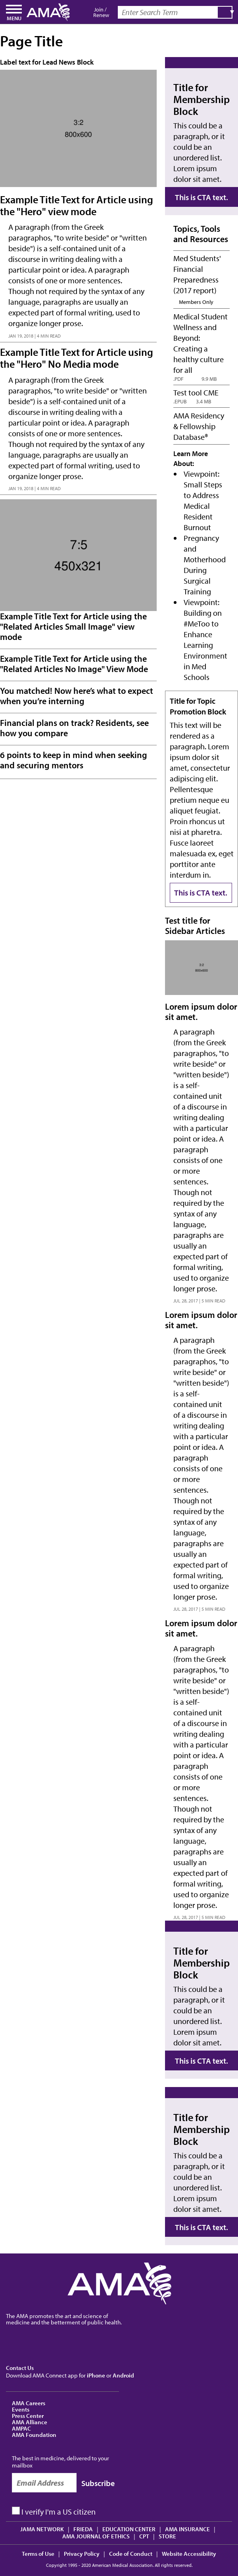 MENU
AMA
Join /
Renew
Enter Search Term
Page Title
Label text for Lead News Block
3:2
800x600
Example Title Text for Article using
the "Hero" view mode
A paragraph (from the Greek
paragraphos, "to write beside" or "written
beside") is a self-contained unit of a
discourse in writing dealing with a
particular point or idea. A paragraph
consists of one or more sentences.
Though not required by the syntax of any
language, paragraphs are usually an
expected part of formal writing, used to
organize longer prose.
JAN 19, 2018 | 4 MIN READ
Example Title Text for Article using
the "Hero" No Media mode
A paragraph (from the Greek
paragraphos, "to write beside" or "written
beside") is a self-contained unit of a
discourse in writing dealing with a
particular point or idea. A paragraph
consists of one or more sentences.
Though not required by the syntax of any
language, paragraphs are usually an
expected part of formal writing, used to
organize longer prose.
JAN 19, 2018 | 4 MIN READ
7:5
450x321
Example Title Text for Article using the
"Related Articles Small Image" view
mode
Example Title Text for Article using the
"Related Articles No Image" View Mode
You matched! Now here's what to expect
when you're interning
Financial plans on track? Residents, see
how you compare
6 points to keep in mind when seeking
and securing mentors
Title for
Membership
Block
This could be a
paragraph, or it
could be an
unordered list.
Lorem ipsum
dolor sit amet.
This is CTA text.
Topics, Tools
and Resources
Med Students'
Financial
Preparedness
(2017 report)
Members Only
Medical Student
Wellness and
Beyond:
Creating a
healthy culture
for all
.PDF 9.9 MB
Test tool CME
.EPUB 3.4 MB
AMA Residency
& Fellowship
Database®
Learn More
About:
• Viewpoint:
Small Steps
to Address
Medical
Resident
Burnout
• Pregnancy
and
Motherhood
During
Surgical
Training
• Viewpoint:
Building on
#MeToo to
Enhance
Learning
Environment
in Med
Schools
Title for Topic
Promotion Block
This text will be
rendered as a
paragraph. Lorem
ipsum dolor sit
amet, consectetur
adipiscing elit.
Pellentesque
pretium neque eu
aliquet feugiat.
Proin rhoncus ut
nisi at pharetra.
Fusce laoreet
malesuada ex, eget
porttitor ante
interdum in.
This is CTA text.
Test title for
Sidebar Articles
3:2
800x600
Lorem ipsum dolor
sit amet.
A paragraph
(from the Greek
paragraphos, "to
write beside" or
"written beside")
is a self-
contained unit
of a discourse in
writing dealing
with a particular
point or idea. A
paragraph
consists of one
or more
sentences.
Though not
required by the
syntax of any
language,
paragraphs are
usually an
expected part of
formal writing,
used to organize
longer prose.
JUL 28, 2017 | 5 MIN READ
Lorem ipsum dolor
sit amet.
A paragraph
(from the Greek
paragraphos, "to
write beside" or
"written beside")
is a self-
contained unit
of a discourse in
writing dealing
with a particular
point or idea. A
paragraph
consists of one
or more
sentences.
Though not
required by the
syntax of any
language,
paragraphs are
usually an
expected part of
formal writing,
used to organize
longer prose.
JUL 28, 2017 | 5 MIN READ
Lorem ipsum dolor
sit amet.
A paragraph
(from the Greek
paragraphos, "to
write beside" or
"written beside")
is a self-
contained unit
of a discourse in
writing dealing
with a particular
point or idea. A
paragraph
consists of one
or more
sentences.
Though not
required by the
syntax of any
language,
paragraphs are
usually an
expected part of
formal writing,
used to organize
longer prose.
JUL 28, 2017 | 5 MIN READ
Title for
Membership
Block
This could be a
paragraph, or it
could be an
unordered list.
Lorem ipsum
dolor sit amet.
This is CTA text.
Title for
Membership
Block
This could be a
paragraph, or it
could be an
unordered list.
Lorem ipsum
dolor sit amet.
This is CTA text.
AMA
The AMA promotes the art and science of
medicine and the betterment of public health.
Contact Us
Download AMA Connect app for iPhone or Android
AMA Careers
Events
Press Center
AMA Alliance
AMPAC
AMA Foundation
The best in medicine, delivered to your
mailbox
Email Address
Subscribe
I verify I'm a US citizen
JAMA NETWORK | FRIEDA | EDUCATION CENTER | AMA INSURANCE |
AMA JOURNAL OF ETHICS | CPT | STORE
Terms of Use | Privacy Policy | Code of Conduct | Website Accessibility
Copyright 1995 - 2020 American Medical Association. All rights reserved.